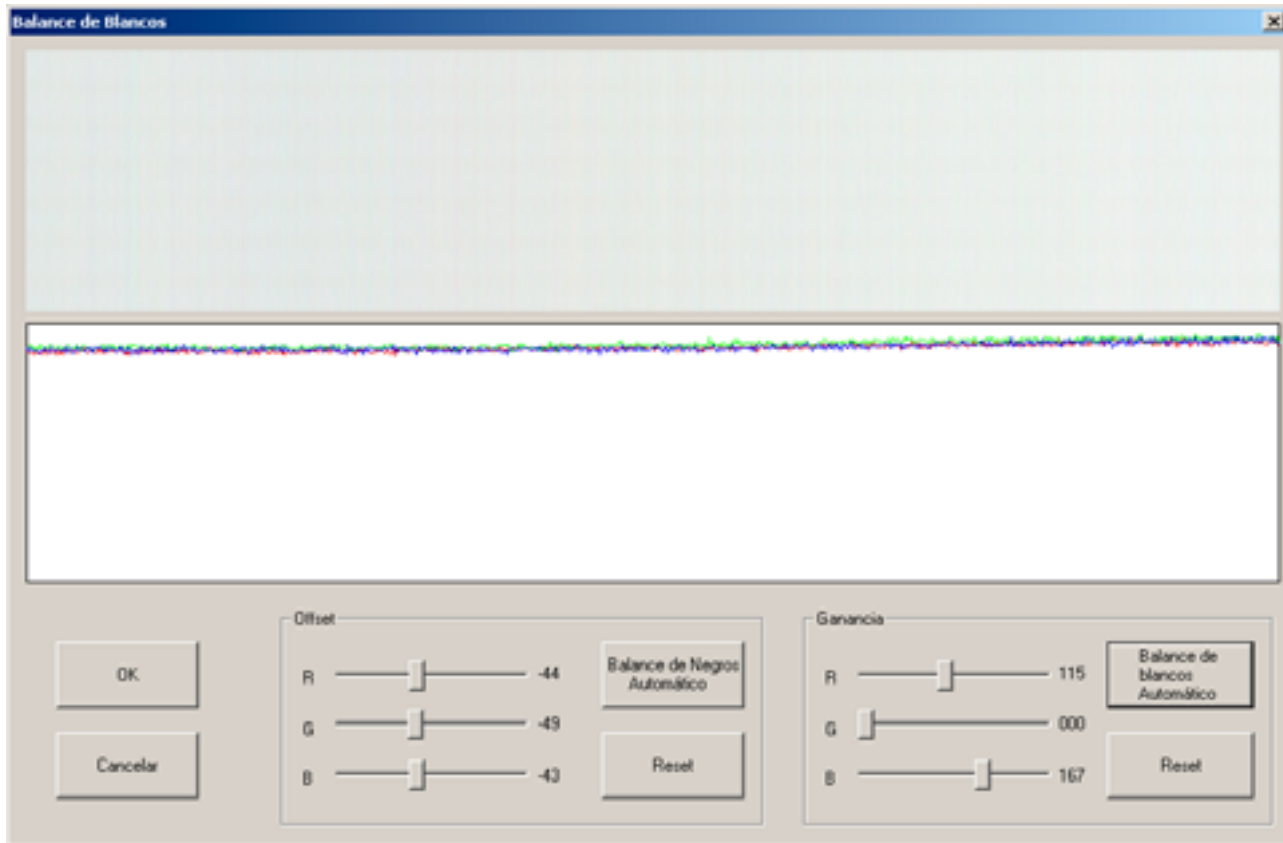 Balance de Blancos
Offset
R -44
G -49
B -43
Balance de Negros
Automático
Reset
Ganancia
R 115
G 000
B 167
Balance de
blancos
Automático
Reset
OK
Cancelar